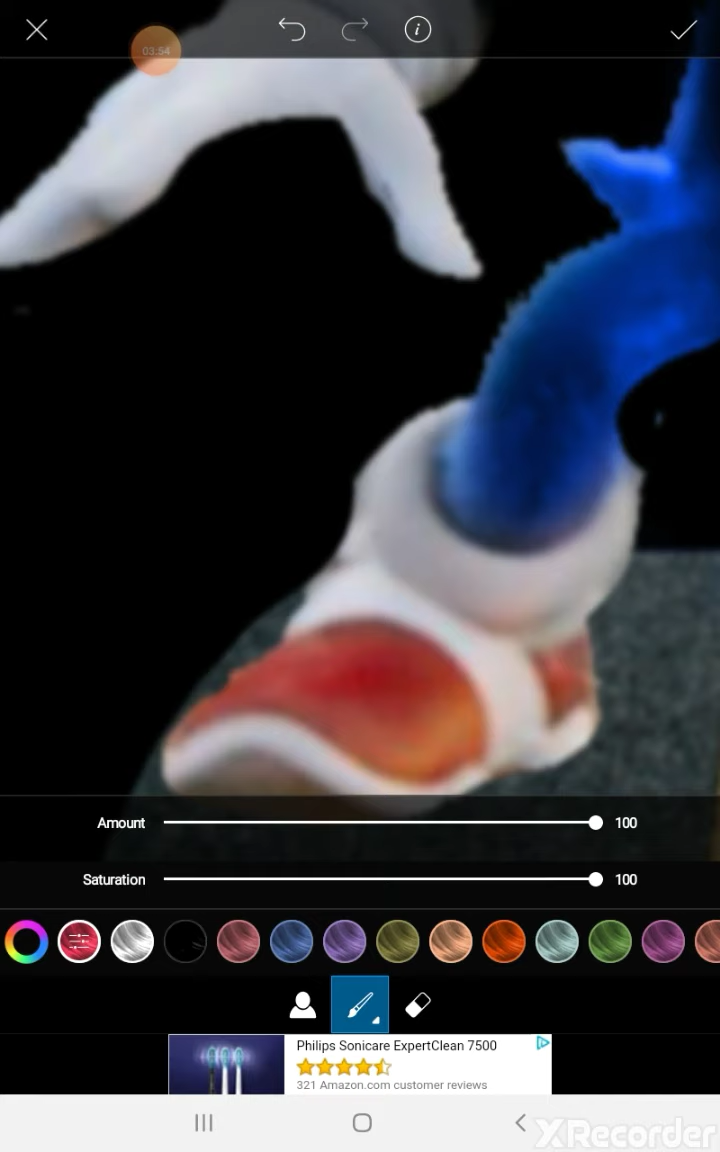 03:54
Amount 100
Saturation 100
Philips Sonicare ExpertClean 7500
321 Amazon.com customer reviews
XRecorder